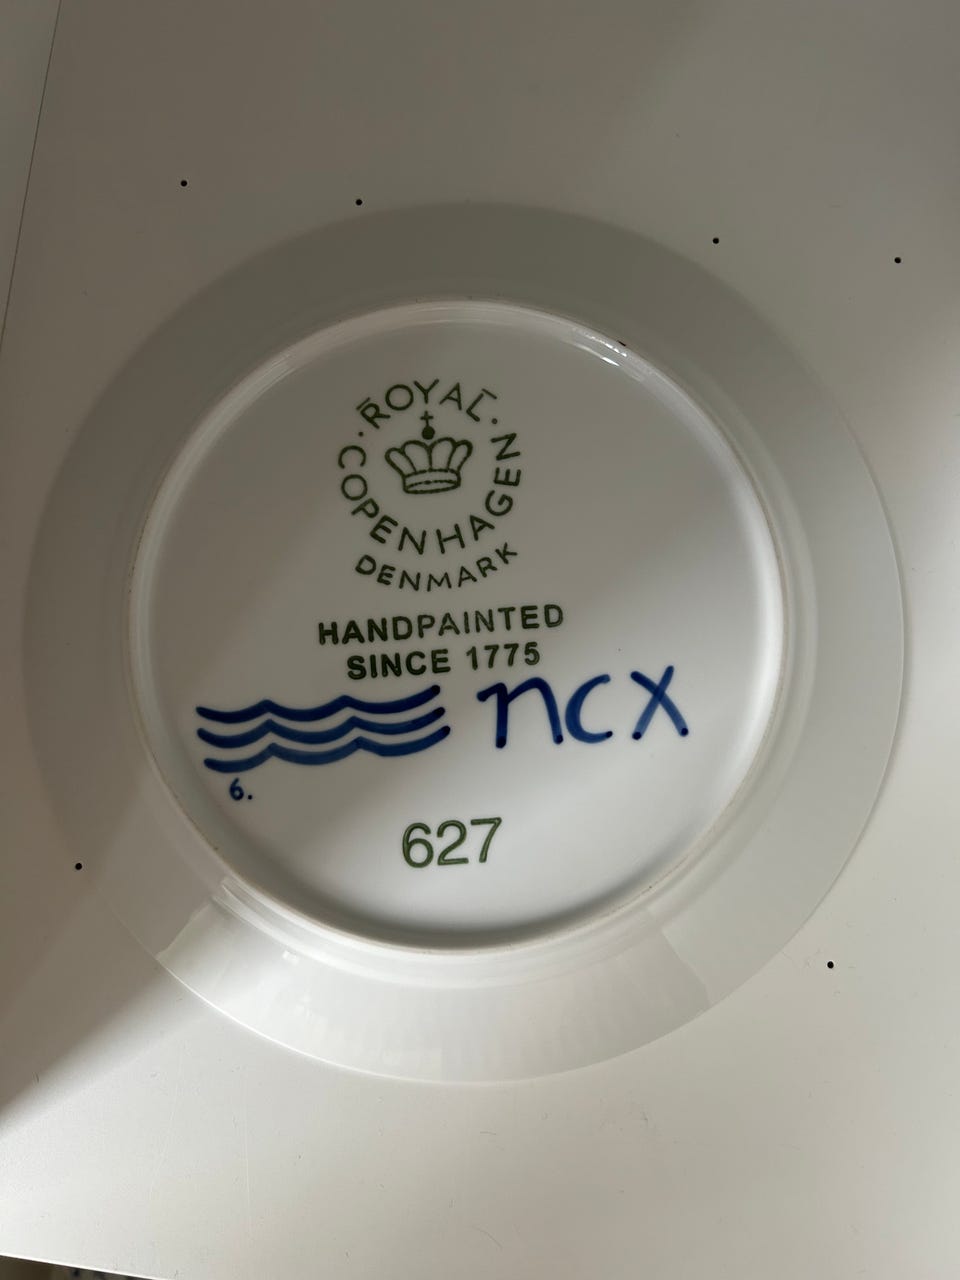 ROYAL
COPENHAGEN
DENMARK
HANDPAINTED
SINCE 1775
ncx
6.
627